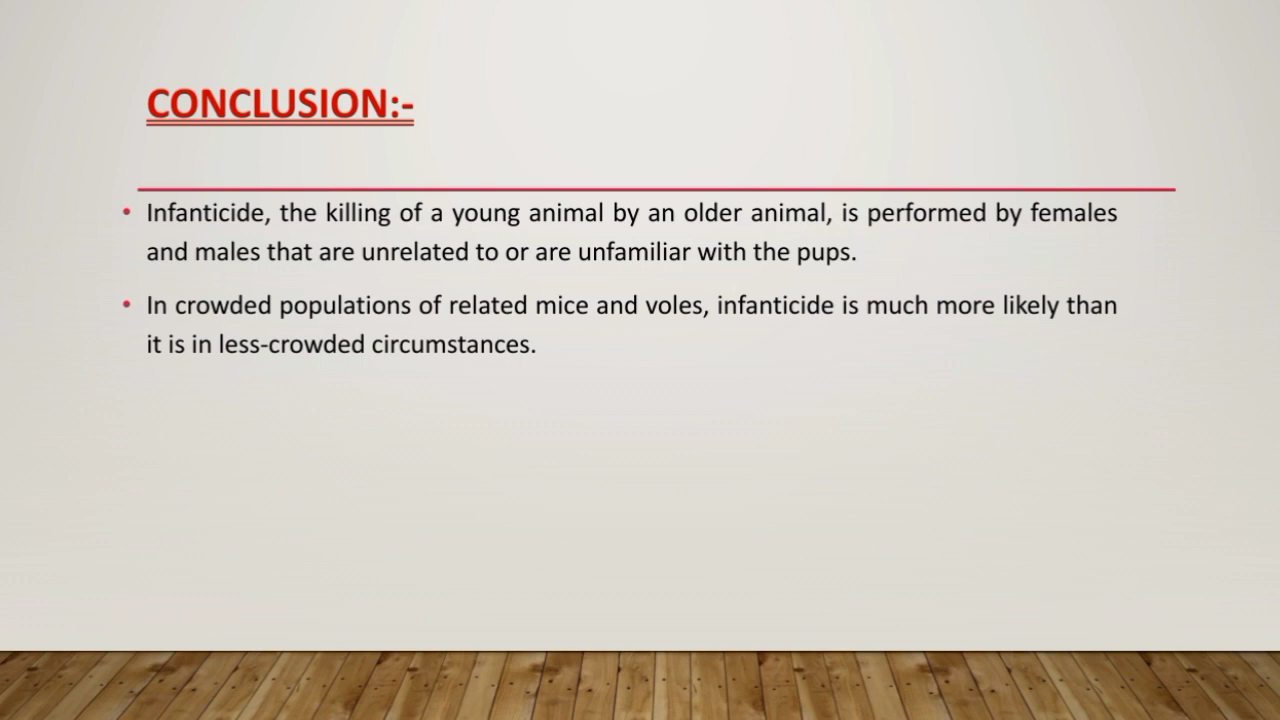 CONCLUSION:-
• Infanticide, the killing of a young animal by an older animal, is performed by females
and males that are unrelated to or are unfamiliar with the pups.
• In crowded populations of related mice and voles, infanticide is much more likely than
it is in less-crowded circumstances.